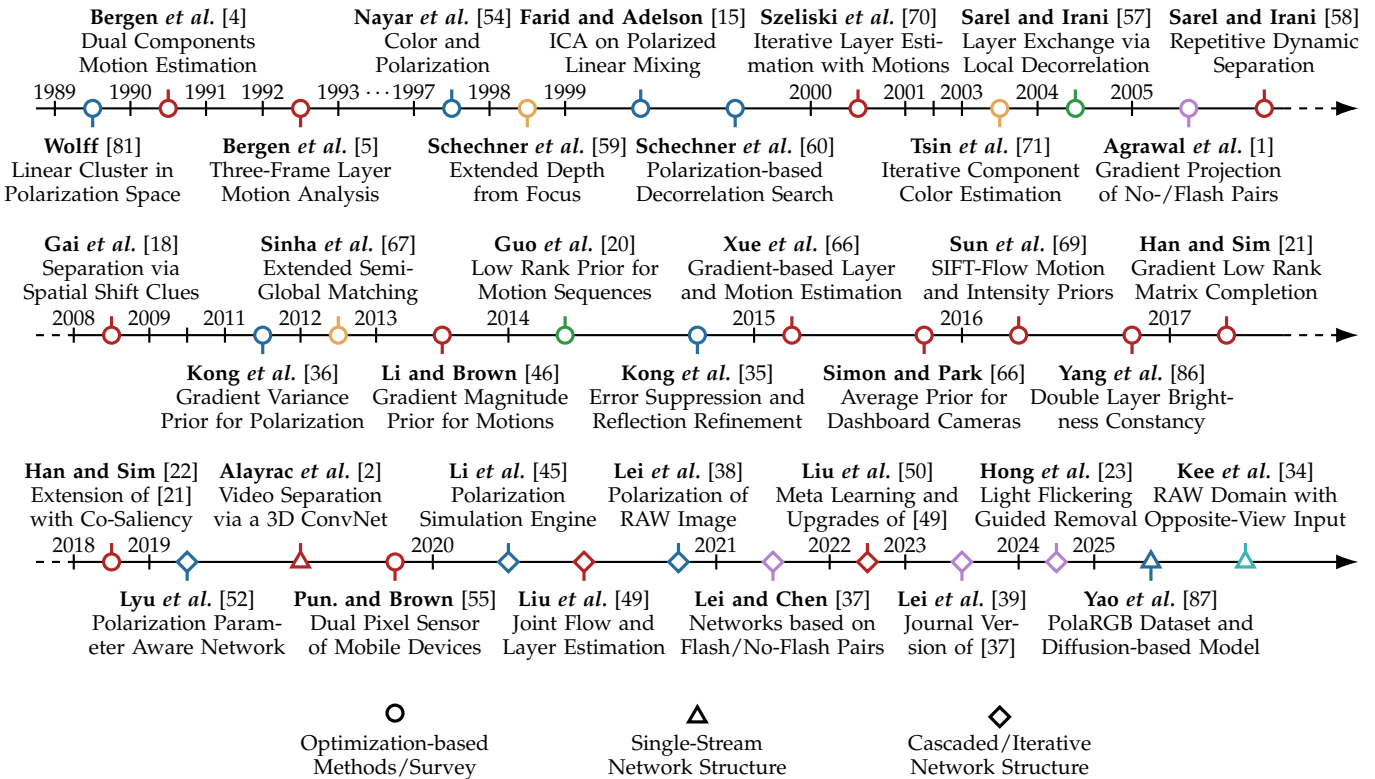 Bergen et al. [4] Nayar et al. [54] Farid and Adelson [15] Szeliski et al. [70] Sarel and Irani [57] Sarel and Irani [58]
Dual Components Color and ICA on Polarized Iterative Layer Esti- Layer Exchange via Repetitive Dynamic
Motion Estimation Polarization Linear Mixing mation with Motions Local Decorrelation Separation
1989 1990 1991 1992 1993 ··· 1997 1998 1999 2000 2001 2003 2004 2005
Wolff [81] Bergen et al. [5] Schechner et al. [59] Schechner et al. [60] Tsin et al. [71] Agrawal et al. [1]
Linear Cluster in Three-Frame Layer Extended Depth Polarization-based Iterative Component Gradient Projection
Polarization Space Motion Analysis from Focus Decorrelation Search Color Estimation of No-/Flash Pairs
Gai et al. [18] Sinha et al. [67] Guo et al. [20] Xue et al. [66] Sun et al. [69] Han and Sim [21]
Separation via Extended Semi- Low Rank Prior for Gradient-based Layer SIFT-Flow Motion Gradient Low Rank
Spatial Shift Clues Global Matching Motion Sequences and Motion Estimation and Intensity Priors Matrix Completion
2008 2009 2011 2012 2013 2014 2015 2016 2017
Kong et al. [36] Li and Brown [46] Kong et al. [35] Simon and Park [66] Yang et al. [86]
Gradient Variance Gradient Magnitude Error Suppression and Average Prior for Double Layer Bright-
Prior for Polarization Prior for Motions Reflection Refinement Dashboard Cameras ness Constancy
Han and Sim [22] Alayrac et al. [2] Li et al. [45] Lei et al. [38] Liu et al. [50] Hong et al. [23] Kee et al. [34]
Extension of [21] Video Separation Polarization Polarization of Meta Learning and Light Flickering RAW Domain with
with Co-Saliency via a 3D ConvNet Simulation Engine RAW Image Upgrades of [49] Guided Removal Opposite-View Input
2018 2019 2020 2021 2022 2023 2024 2025
Lyu et al. [52] Pun. and Brown [55] Liu et al. [49] Lei and Chen [37] Lei et al. [39] Yao et al. [87]
Polarization Param- Dual Pixel Sensor Joint Flow and Networks based on Journal Ver- PolaRGB Dataset and
eter Aware Network of Mobile Devices Layer Estimation Flash/No-Flash Pairs sion of [37] Diffusion-based Model
Optimization-based Single-Stream Cascaded/Iterative
Methods/Survey Network Structure Network Structure